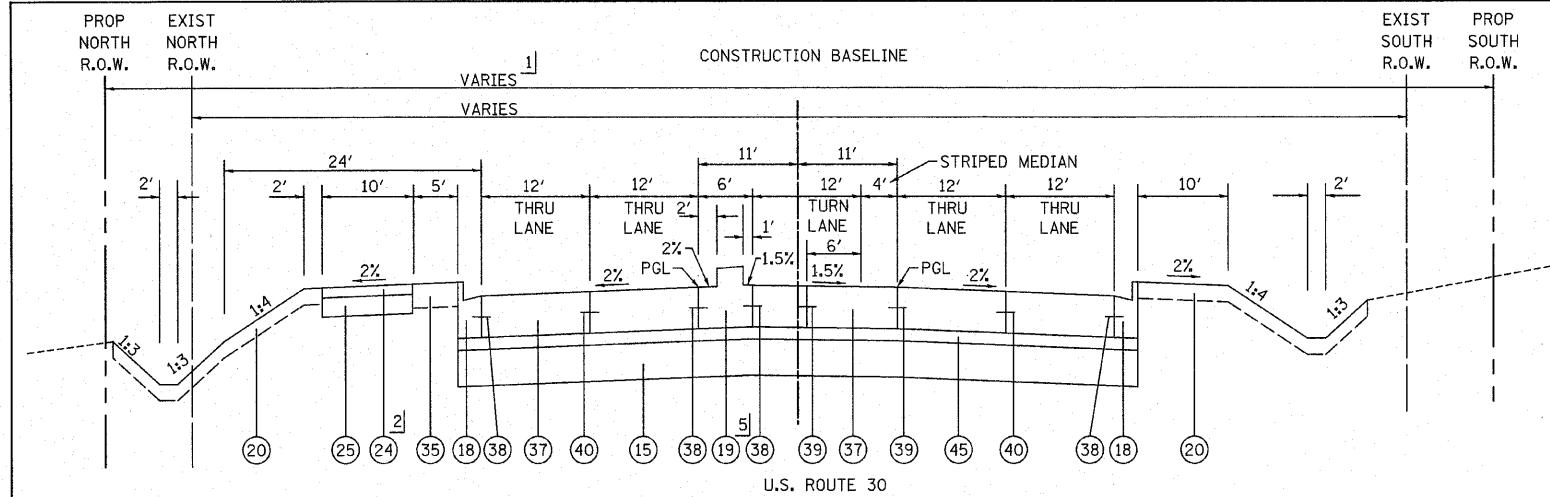 PROP NORTH R.O.W.
EXIST NORTH R.O.W.
CONSTRUCTION BASELINE
EXIST SOUTH R.O.W.
PROP SOUTH R.O.W.
VARIES 1
VARIES
11' 11' STRIPED MEDIAN
24'
2' 2' 10' 5' 12' 12' 6' 12' 4' 12' 12' 10' 2'
THRU LANE THRU LANE TURN LANE THRU LANE THRU LANE
2' 1' 6'
2% 1.5%
PGL 1.5% PGL
2% 2% 2% 2%
1:4 1:4
1:3 1:3 1:3
20 25 24 2 35 18 38 37 40 15 38 19 5 38 39 37 39 45 40 38 18 20
U.S. ROUTE 30